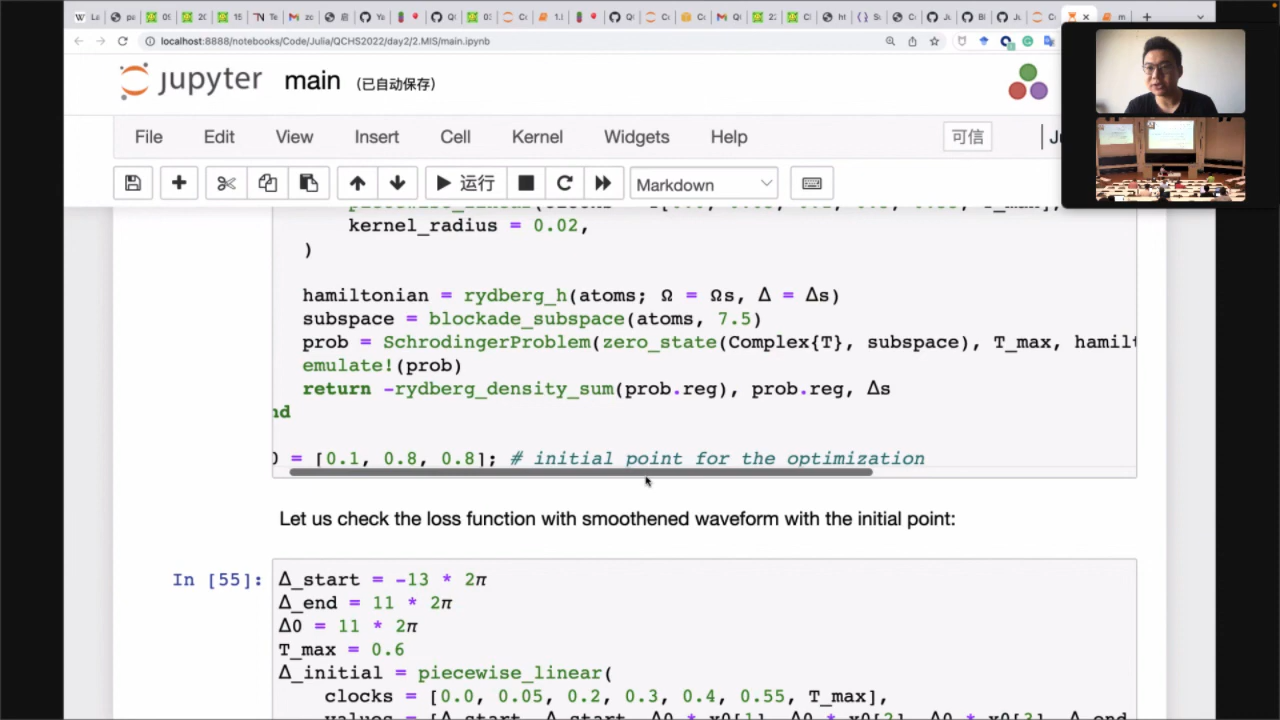 localhost:8888/notebooks/Code/Julia/QCHS2022/day2/2.MIS/main.ipynb
jupyter main (已自动保存)
File Edit View Insert Cell Kernel Widgets Help 可信
运行 Markdown
kernel_radius = 0.02,
)
hamiltonian = rydberg_h(atoms; Ω = Ωs, Δ = Δs)
subspace = blockade_subspace(atoms, 7.5)
prob = SchrodingerProblem(zero_state(Complex{T}, subspace), T_max, hamilt
emulate!(prob)
return -rydberg_density_sum(prob.reg), prob.reg, Δs
nd
= [0.1, 0.8, 0.8]; # initial point for the optimization
Let us check the loss function with smoothened waveform with the initial point:
In [55]: Δ_start = -13 * 2π
Δ_end = 11 * 2π
Δ0 = 11 * 2π
T_max = 0.6
Δ_initial = piecewise_linear(
clocks = [0.0, 0.05, 0.2, 0.3, 0.4, 0.55, T_max],